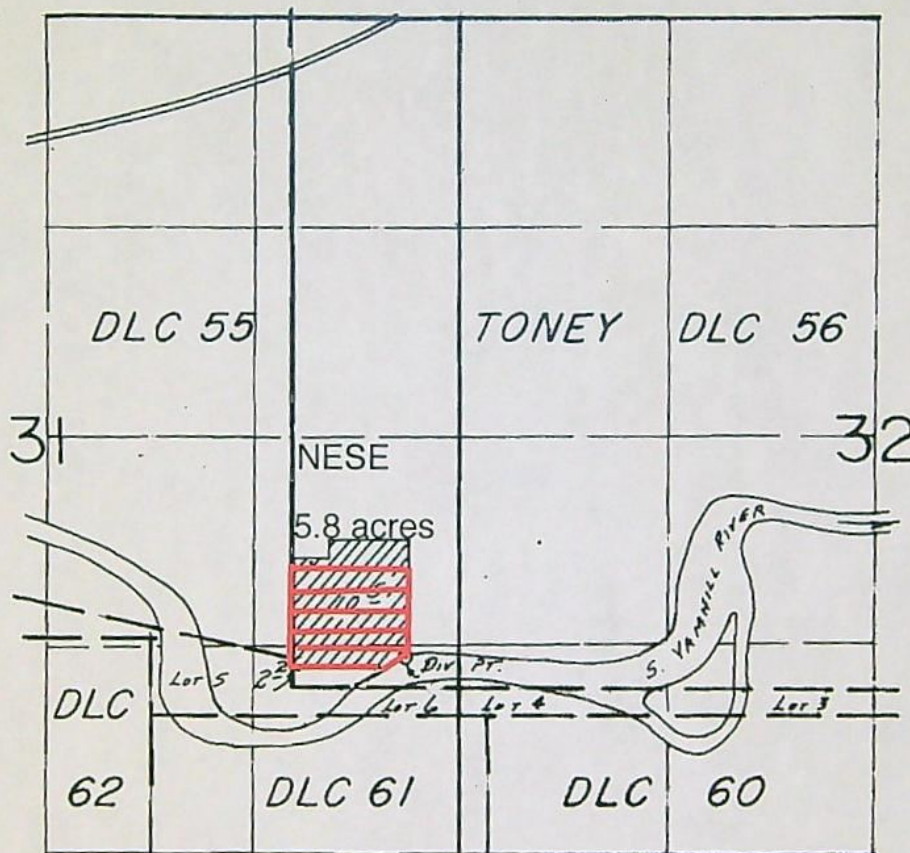 DLC 55
TONEY
DLC 56
31
32
NESE
5.8 acres
S. YAMHILL RIVER
DIV PT.
Lot 5
Lot 6
Lot 4
Lot 3
DLC
62
DLC 61
DLC 60